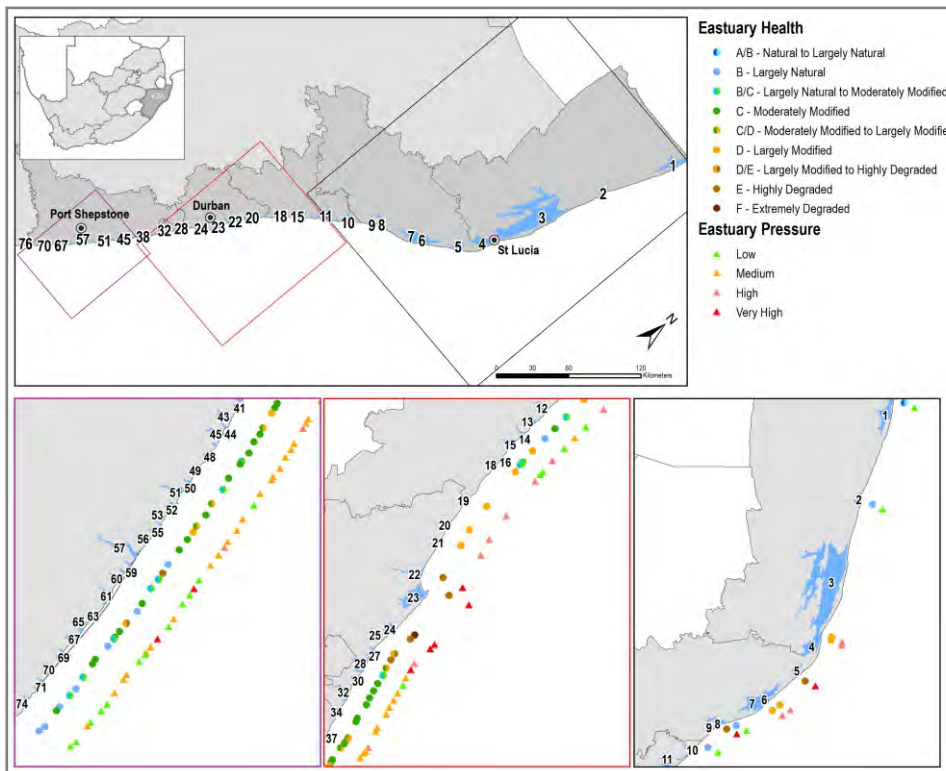 Eastuary Health
A/B - Natural to Largely Natural
B - Largely Natural
B/C - Largely Natural to Moderately Modified
C - Moderately Modified
C/D - Moderately Modified to Largely Modifie
D - Largely Modified
D/E - Largely Modified to Highly Degraded
E - Highly Degraded
F - Extremely Degraded
Eastuary Pressure
Low
Medium
High
Very High
KZN
Port Shepstone
Durban
St Lucia
76 70 67 57 51 45 38 32 28 24 23 22 20 18 15 11 10 9 8 7 6 5 4 3 2 1
N
0 30 60 120
Kilometers
41
43
45 44
48
49
51 50
52
53
55
56
57
59
60
61
63
65
67
69
70
71
74
12
13
15 14
18 16
19
20
21
22
23
25 24
27
28
30
32
34
37
1
2
3
4
5
7 6
9 8
11 10